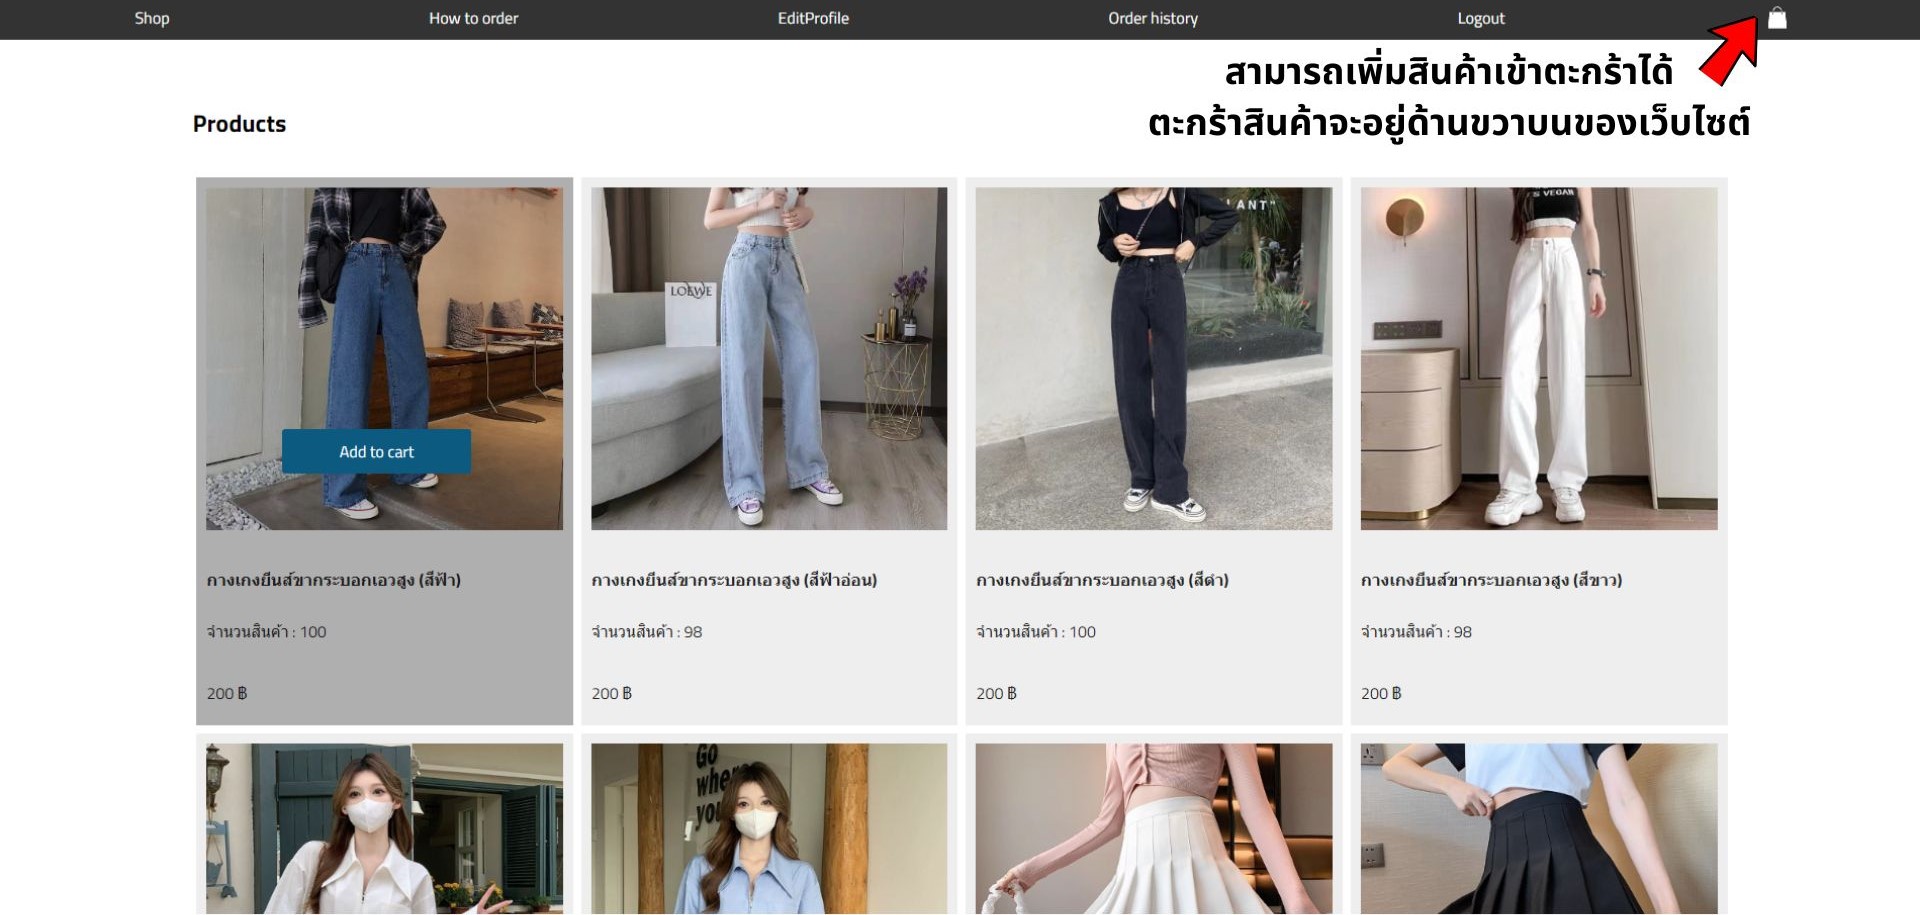 Shop How to order EditProfile Order history Logout
สามารถเพิ่มสินค้าเข้าตะกร้าได้
ตะกร้าสินค้าจะอยู่ด้านขวาบนของเว็บไซต์
Products
LOEWE
LANT"
VEGAN
Add to cart
กางเกงยีนส์ขากระบอกเอวสูง (สีฟ้า)
จำนวนสินค้า : 100
200 ฿
กางเกงยีนส์ขากระบอกเอวสูง (สีฟ้าอ่อน)
จำนวนสินค้า : 98
200 ฿
กางเกงยีนส์ขากระบอกเอวสูง (สีดำ)
จำนวนสินค้า : 100
200 ฿
กางเกงยีนส์ขากระบอกเอวสูง (สีขาว)
จำนวนสินค้า : 98
200 ฿
GO
where
you